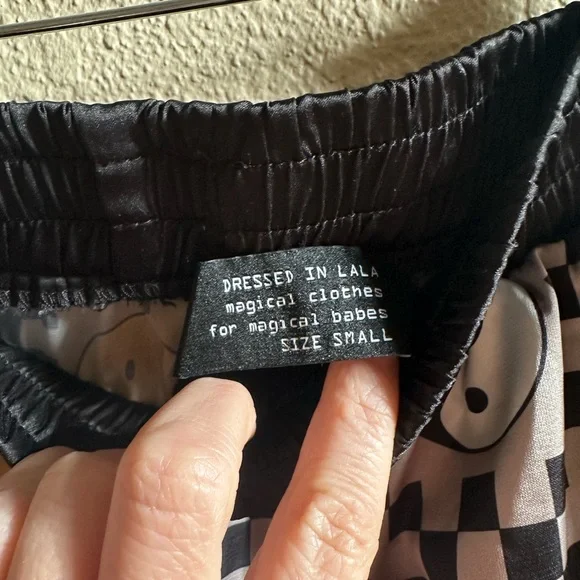 DRESSED IN LALA
magical clothes
for magical babes
SIZE SMALL